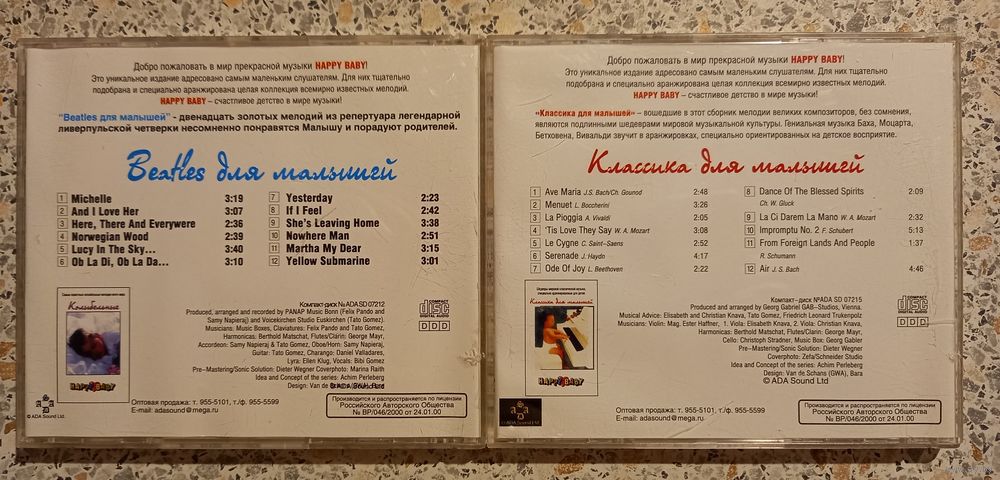 Добро пожаловать в мир прекрасной музыки HAPPY BABY!
Это уникальное издание адресовано самым маленьким слушателям. Для них тщательно
подобрана и специально аранжирована целая коллекция всемирно известных мелодий.
HAPPY BABY – счастливое детство в мире музыки!
"Beatles для малышей" - двенадцать золотых мелодий из репертуара легендарной
ливерпульской четверки несомненно понравятся Малышу и порадуют родителей.
Beatles для малышей
1 Michelle 3:19
2 And I Love Her 3:07
3 Here, There And Everywere 2:36
4 Norwegian Wood 2:39
5 Lucy In The Sky... 3:40
6 Ob La Di, Ob La Da... 3:10
7 Yesterday 2:23
8 If I Feel 2:42
9 She's Leaving Home 3:38
10 Nowhere Man 2:51
11 Martha My Dear 3:15
12 Yellow Submarine 3:01
Колыбельные
HAPPY BABY
Компакт-диск №ADA SD 07212
Produced, arranged and recorded by PANAP Music Bonn (Felix Pando and
Samy Napieraj) and Voicekirchen Studio Euskirchen (Tato Gomez).
Musicians: Music Boxes, Claviatures: Felix Pando and Tato Gomez,
Harmonicas: Berthold Matschat, Flutes/Clarin: George Mayr,
Accordeon: Samy Napieraj & Tato Gomez, Oboe/Horn: Samy Napieraj,
Guitar: Tato Gomez, Charango: Daniel Valladares,
Lyra: Ellen Klug, Vocals: Bibi Gomez
Pre–Mastering/Sonic Solution: Dieter Wegner Coverphoto: Marina Raith
Idea and Concept of the series: Achim Perleberg
Design: Van de
© ADA Sound Ltd
COMPACT
disc
DIGITAL AUDIO
DDD
S
A A
D
© ADA Sound Ltd.
Оптовая продажа: т. 955-5101, т./ф. 955-5599
E-mail: adasound@mega.ru
Производится и распространяется по лицензии
Российского Авторского Общества
№ ВР/046/2000 от 24.01.00
Добро пожаловать в мир прекрасной музыки HAPPY BABY!
Это уникальное издание адресовано самым маленьким слушателям. Для них тщательно
подобрана и специально аранжирована целая коллекция всемирно известных мелодий.
HAPPY BABY – счастливое детство в мире музыки!
«Классика для малышей» – вошедшие в этот сборник мелодии великих композиторов, без сомнения,
являются подлинными шедеврами мировой музыкальной культуры. Гениальная музыка Баха, Моцарта,
Бетховена, Вивальди звучит в аранжировках, специально ориентированных на детское восприятие.
Классика для малышей
1 Ave Maria J.S. Bach/Ch. Gounod 2:48
2 Menuet L. Boccherini 3:26
3 La Pioggia A. Vivaldi 2:05
4 'Tis Love They Say W. A. Mozart 3:08
5 Le Cygne C. Saint–Saens 2:52
6 Serenade J. Haydn 4:17
7 Ode Of Joy L. Beethoven 2:22
8 Dance Of The Blessed Spirits 2:09
Ch. W. Gluck
9 La Ci Darem La Mano W. A. Mozart 2:32
10 Impromptu No. 2 F. Schubert 5:13
11 From Foreign Lands And People 1:37
R. Schumann
12 Air J. S. Bach 4:46
Классика для малышей
HAPPY BABY
Компакт–диск №ADA SD 07215
Produced and arranged by Georg Gabriel GAB–Studios, Vienna,
Musical Advice: Elisabeth and Christian Knava, Tato Gomez, Friedrich Leonard Trukenpolz
Musicians: Violin: Mag. Ester Haffner, 1. Viola: Elisabeth Knava, 2. Viola: Christian Knava,
Harmonicas: Berthold Matschat, Flutes/Clarin: George Mayr,
Cello: Christoph Stradner, Music Box: Georg Gabler
Pre–Mastering/Sonic Solution: Dieter Wegner
Coverphoto: Zefa/Schneider Studio
Idea and Concept of the series: Achim Perleberg
Design: Van de Schans (GWA), Bara
© ADA Sound Ltd
COMPACT
disc
DIGITAL AUDIO
DDD
S
A A
D
© ADA Sound Ltd.
Оптовая продажа: т. 955-5101, т./ф. 955-5599
E-mail: adasound@mega.ru
Производится и распространяется по лицензии
Российского Авторского Общества
№ ВР/046/2000 от 24.01.00